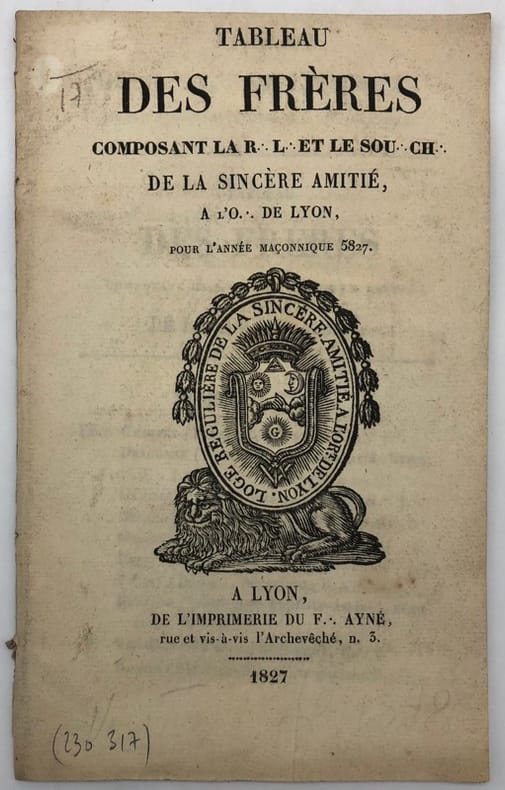 TABLEAU
17
DES FRÈRES
COMPOSANT LA R∴ L∴ ET LE SOU∴ CH∴
DE LA SINCÈRE AMITIÉ,
A L'O∴ DE LYON,
POUR L'ANNÉE MAÇONNIQUE 5827.
LOGE REGULIERE DE LA SINCERE AMITIE A L'OR.T DE LYON.
G
A LYON,
DE L'IMPRIMERIE DU F∴ AYNÉ,
rue et vis-à-vis l'Archevêché, n. 3.
1827
(230 317)